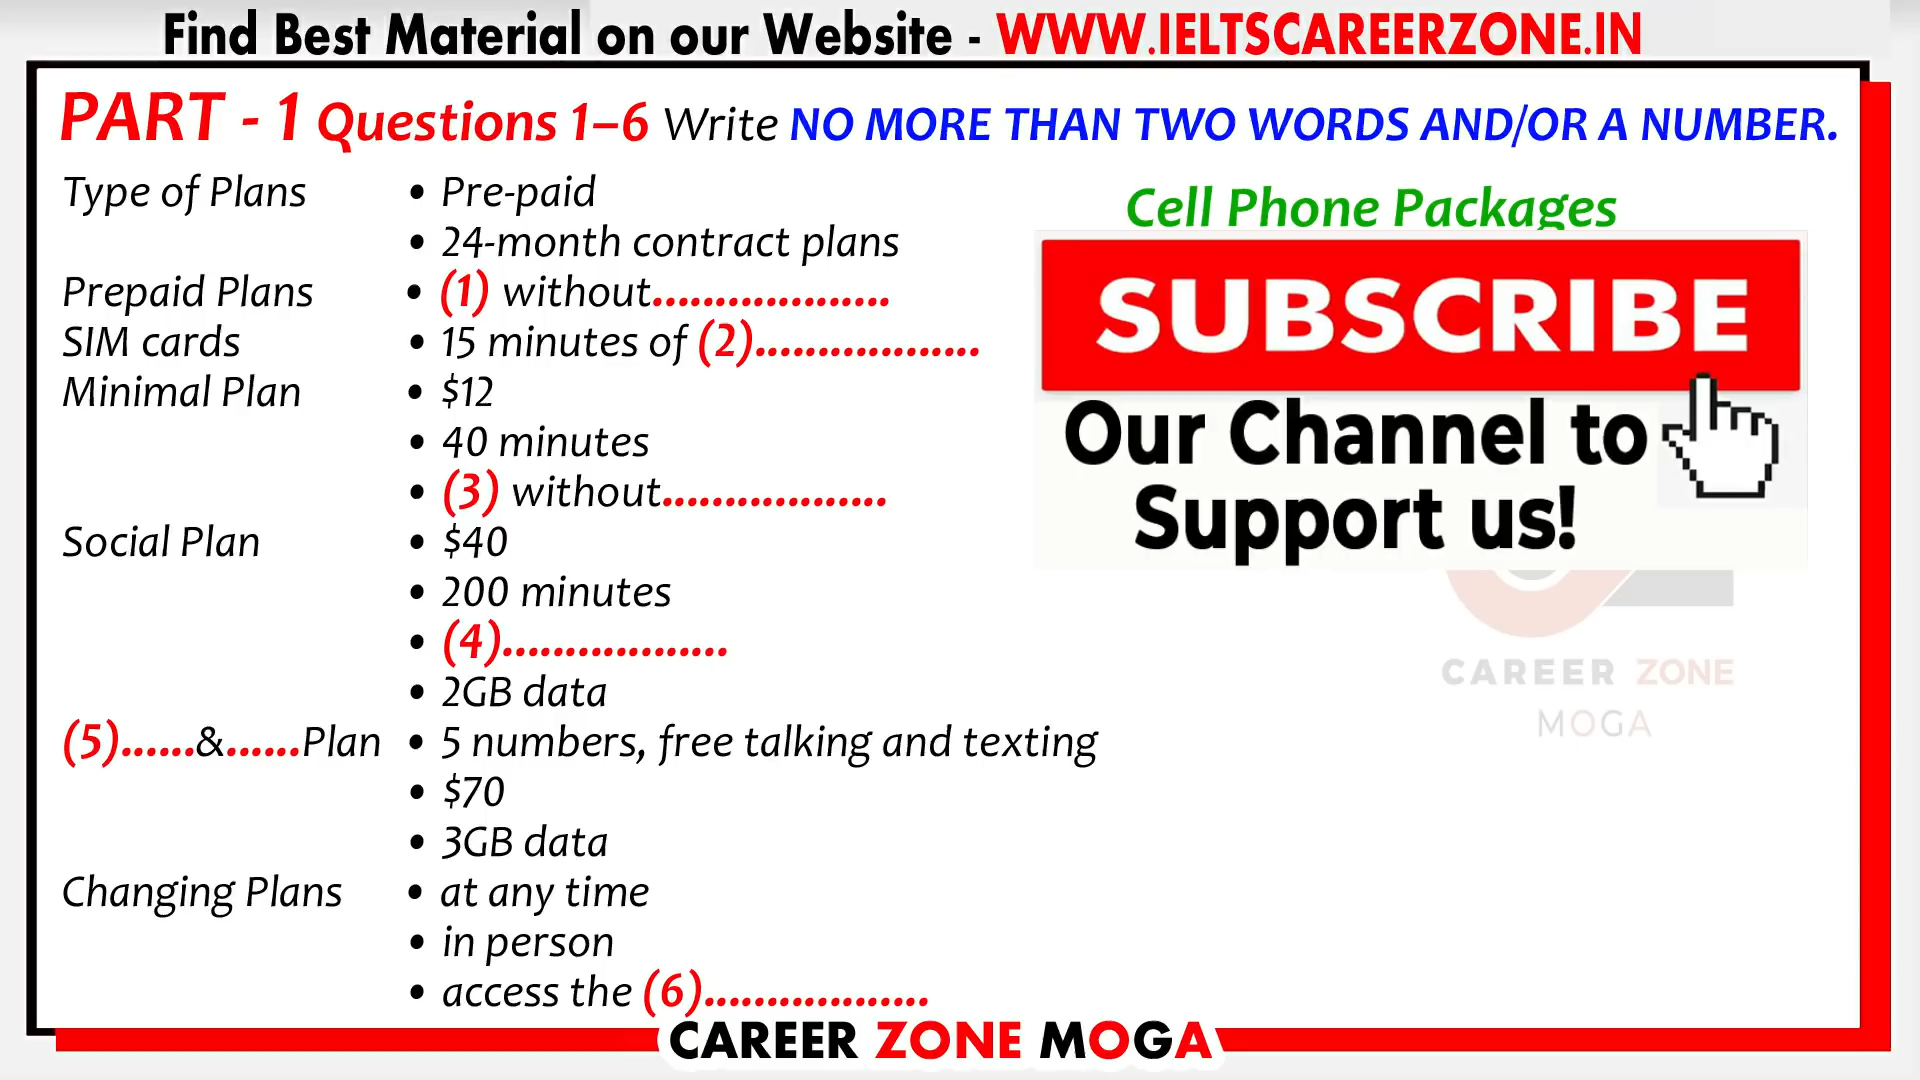 Find Best Material on our Website - WWW.IELTSCAREERZONE.IN
PART - 1 Questions 1–6 Write NO MORE THAN TWO WORDS AND/OR A NUMBER.
Cell Phone Packages
Type of Plans • Pre-paid
• 24-month contract plans
Prepaid Plans • (1) without...................
SIM cards • 15 minutes of (2)..................
Minimal Plan • $12
• 40 minutes
• (3) without..................
Social Plan • $40
• 200 minutes
• (4)..................
• 2GB data
(5)......&......Plan • 5 numbers, free talking and texting
• $70
• 3GB data
Changing Plans • at any time
• in person
• access the (6)..................
SUBSCRIBE
Our Channel to
Support us!
CAREER ZONE
MOGA
CAREER ZONE MOGA